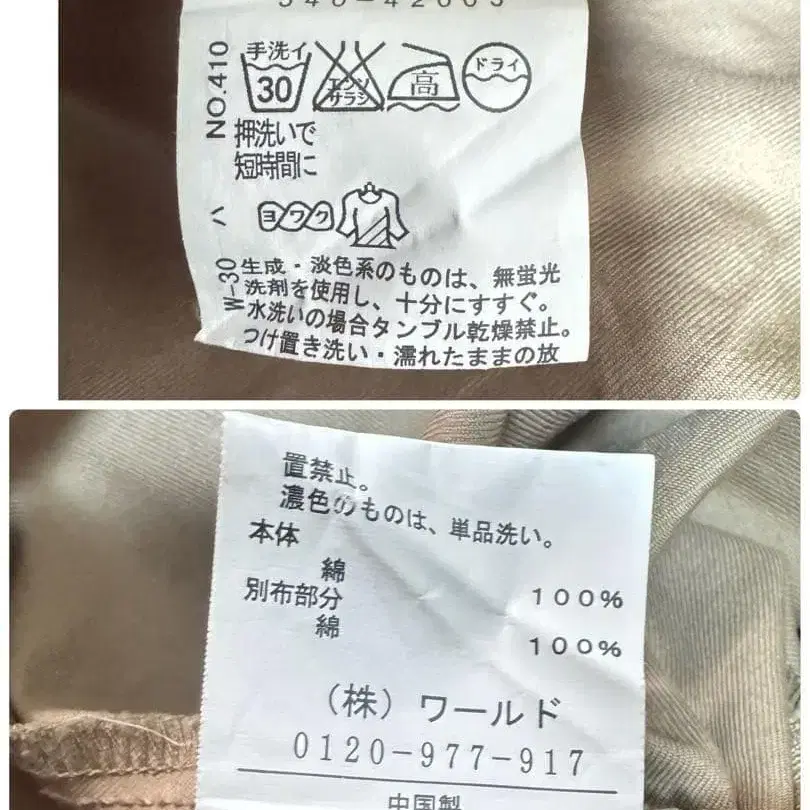 NO.410
手洗イ
30
エンソ
サラシ
高
ドライ
押洗いで
短時間に
ヨワク
W-30
生成・淡色系のものは、無蛍光
洗剤を使用し、十分にすすぐ。
水洗いの場合タンブル乾燥禁止。
つけ置き洗い・濡れたままの放
置禁止。
濃色のものは、単品洗い。
本体
綿 100%
別布部分
綿 100%
（株）ワールド
0120-977-917
中国製